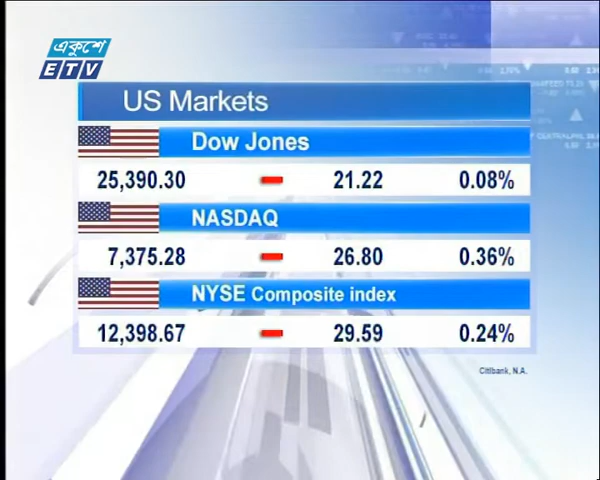 একুশে
ETV
US Markets
Dow Jones
25,390.30 - 21.22 0.08%
NASDAQ
7,375.28 - 26.80 0.36%
NYSE Composite index
12,398.67 - 29.59 0.24%
Citibank, N.A.